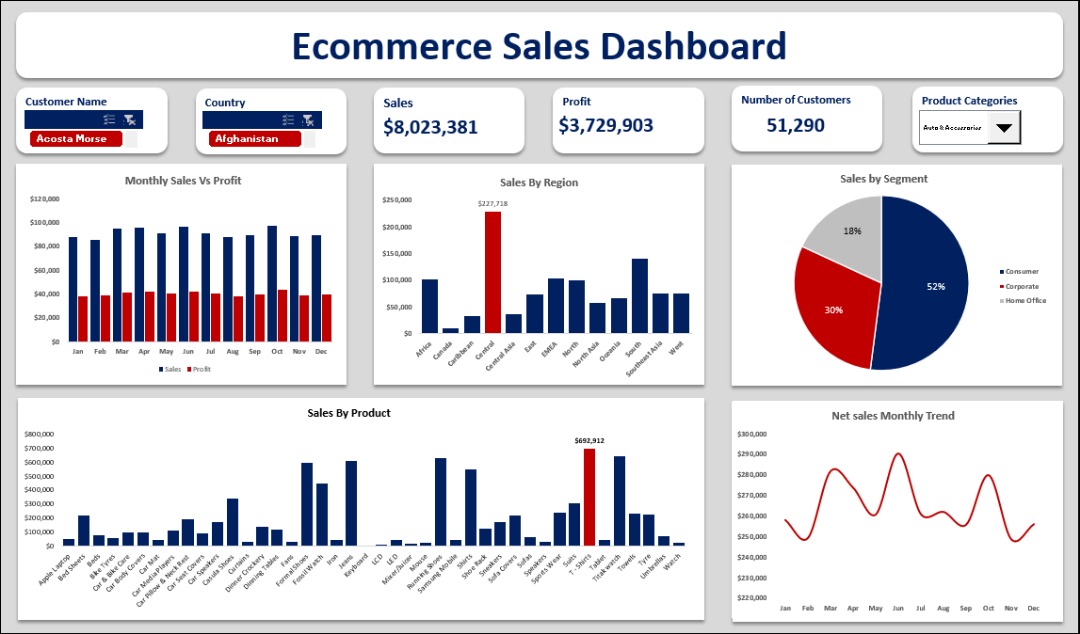 Ecommerce Sales Dashboard
Customer Name
Acosta Morse
Country
Afghanistan
Sales
$8,023,381
Profit
$3,729,903
Number of Customers
51,290
Product Categories
Auto & Accessories
Monthly Sales Vs Profit
$120,000
$100,000
$80,000
$60,000
$40,000
$20,000
$0
Jan Feb Mar Apr May Jun Jul Aug Sep Oct Nov Dec
Sales Profit
Sales By Region
$250,000
$200,000
$150,000
$100,000
$50,000
$0
$227,718
Africa Canada Caribbean Central Central Asia East EMEA North North Asia Oceania South Southeast Asia West
Sales by Segment
18%
52%
30%
Consumer
Corporate
Home Office
Sales By Product
$800,000
$700,000
$600,000
$500,000
$400,000
$300,000
$200,000
$100,000
$0
$692,912
Apple Laptop Bed Sheets Beds Bike Tyres Car & Bike Care Car Body Covers Car Mat Car Media Players Car Pillow & Neck Rest Car Seat Covers Car Speakers Casula Shoes Curtains Dinner Crockery Dinning Tables Fans Formal Shoes Fossil Watch Iron Jeans Keyboard LCD LED Mixer/Juicer Mouse Running Shoes Samsung Mobile Shirts Shoe Rack Sneakers Sofa Covers Sofas Speakers Sports Wear Suits T - Shirts Tablet Titak watch Towels Tyre Umbrellas Watch
Net sales Monthly Trend
$300,000
$290,000
$280,000
$270,000
$260,000
$250,000
$240,000
$230,000
$220,000
Jan Feb Mar Apr May Jun Jul Aug Sep Oct Nov Dec